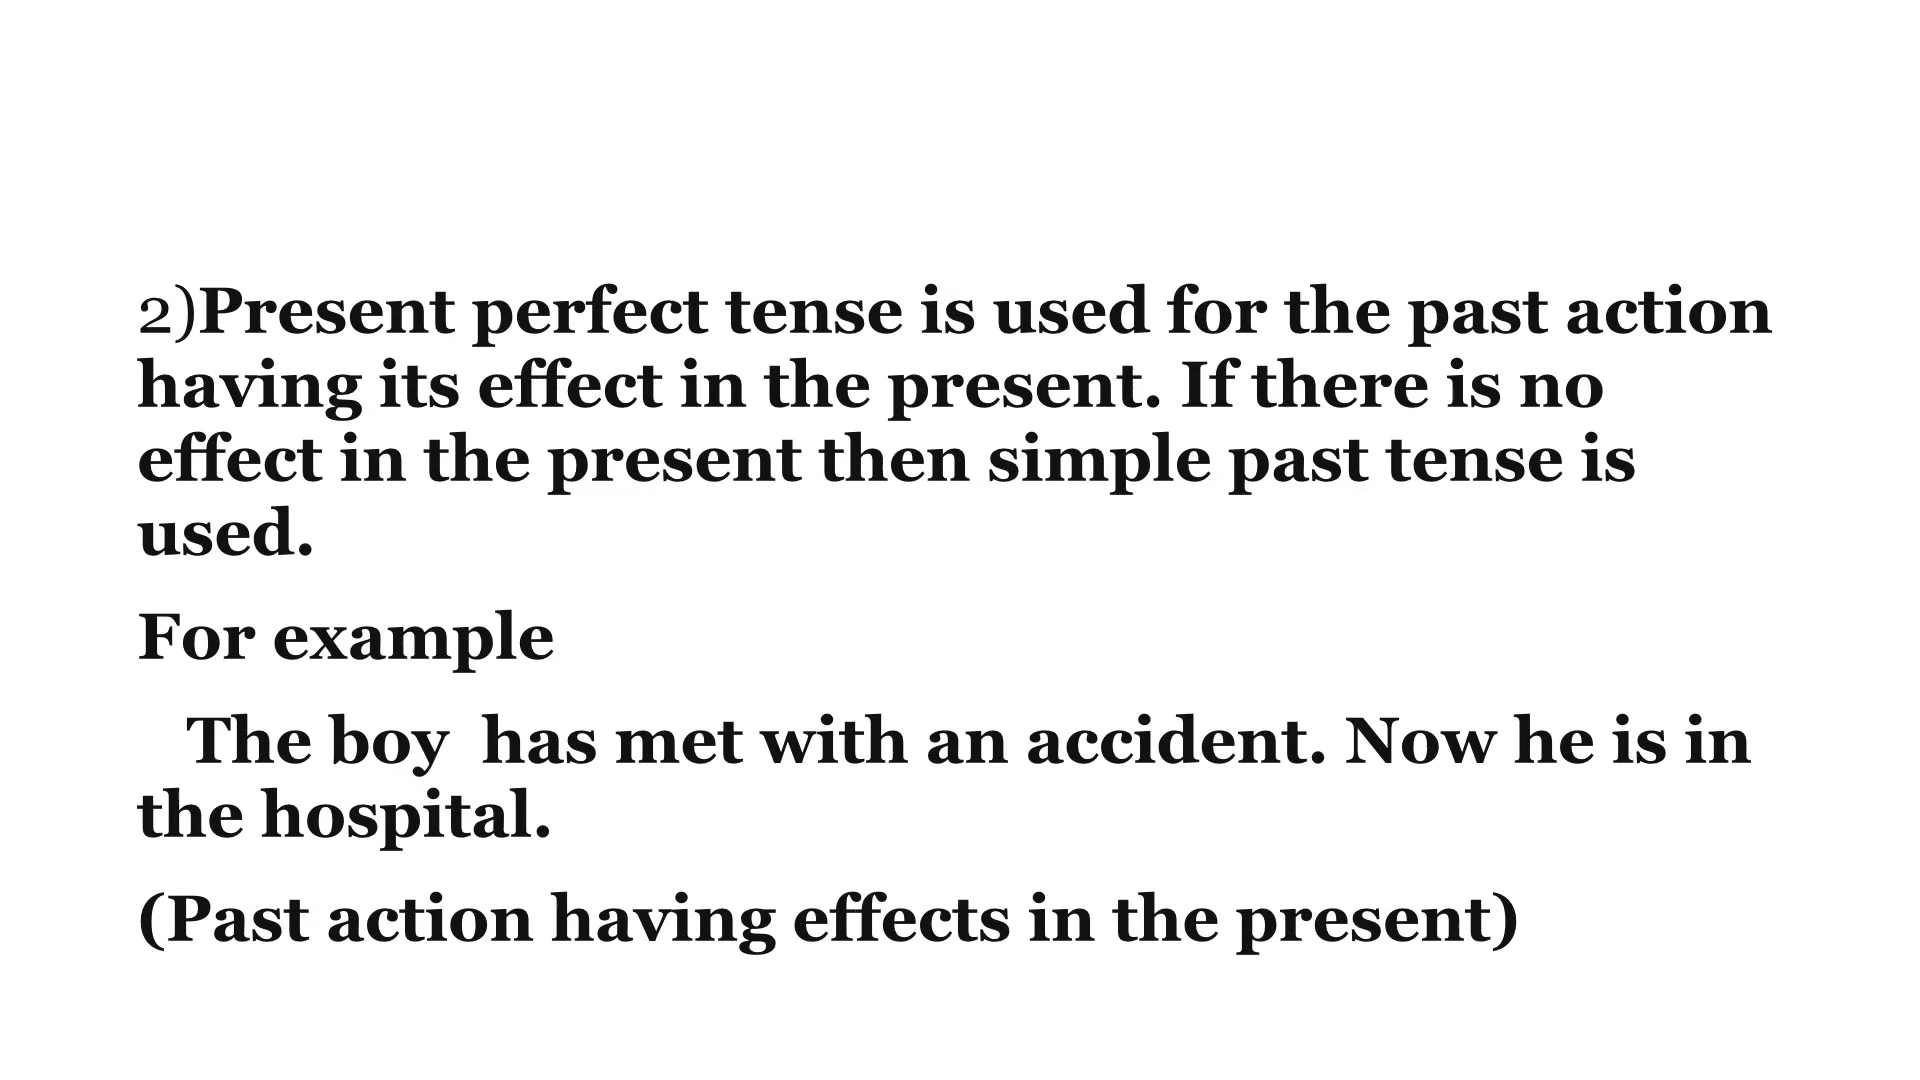 2)Present perfect tense is used for the past action
having its effect in the present. If there is no
effect in the present then simple past tense is
used.
For example
The boy  has met with an accident. Now he is in
the hospital.
(Past action having effects in the present)